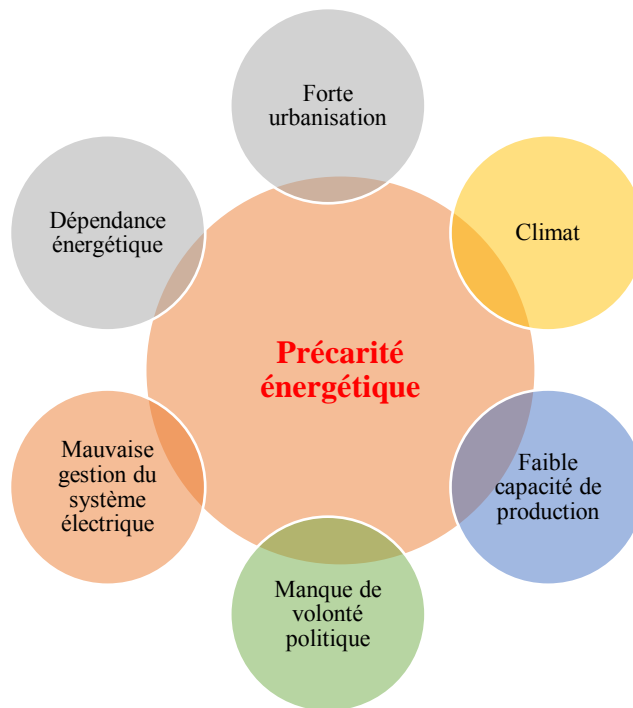 Forte
urbanisation
Climat
Faible
capacité de
production
Manque de
volonté
politique
Mauvaise
gestion du
système
électrique
Dépendance
énergétique
Précarité
énergétique